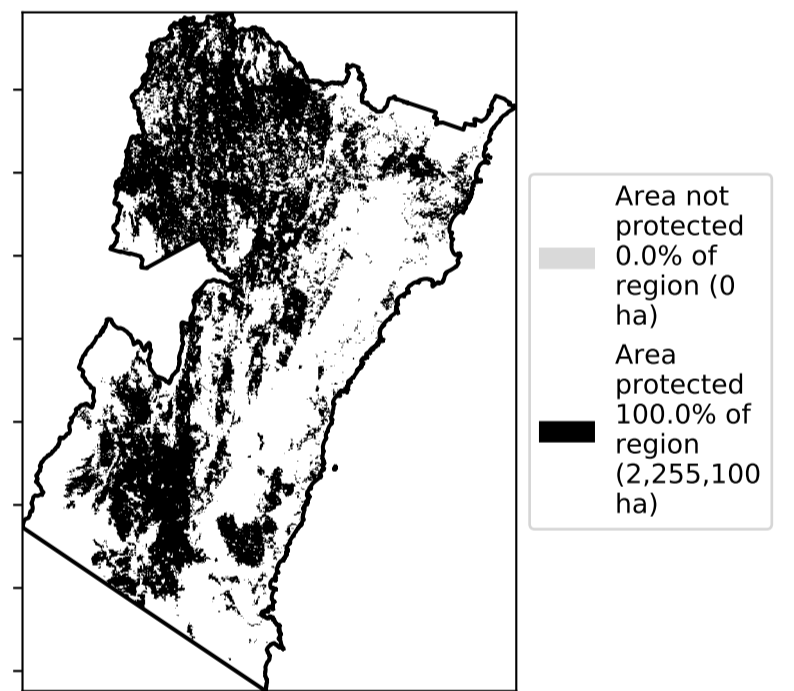 Area not
protected
0.0% of
region (0
ha)
Area
protected
100.0% of
region
(2,255,100
ha)